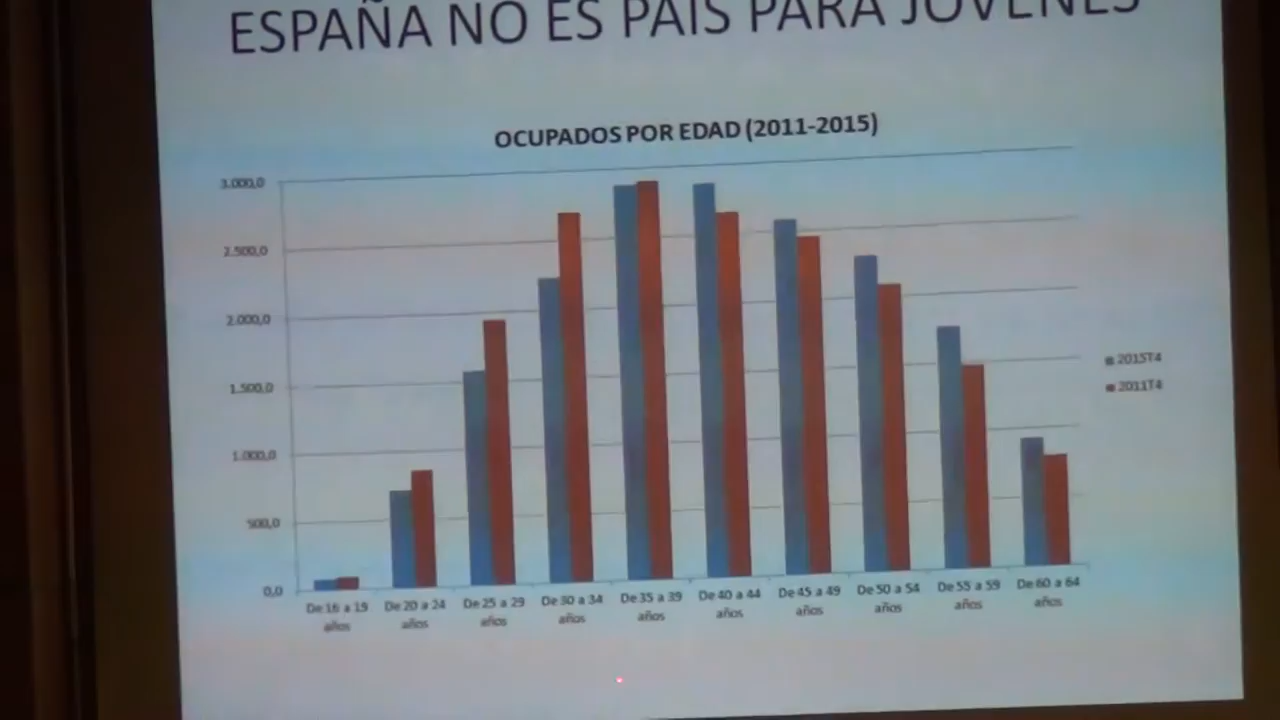 ESPAÑA NO ES PAÍS PARA JÓVENES
OCUPADOS POR EDAD (2011-2015)
3.000,0
2.500,0
2.000,0
1.500,0
1.000,0
500,0
0,0
De 16 a 19 años
De 20 a 24 años
De 25 a 29 años
De 30 a 34 años
De 35 a 39 años
De 40 a 44 años
De 45 a 49 años
De 50 a 54 años
De 55 a 59 años
De 60 a 64 años
2015T4
2011T4